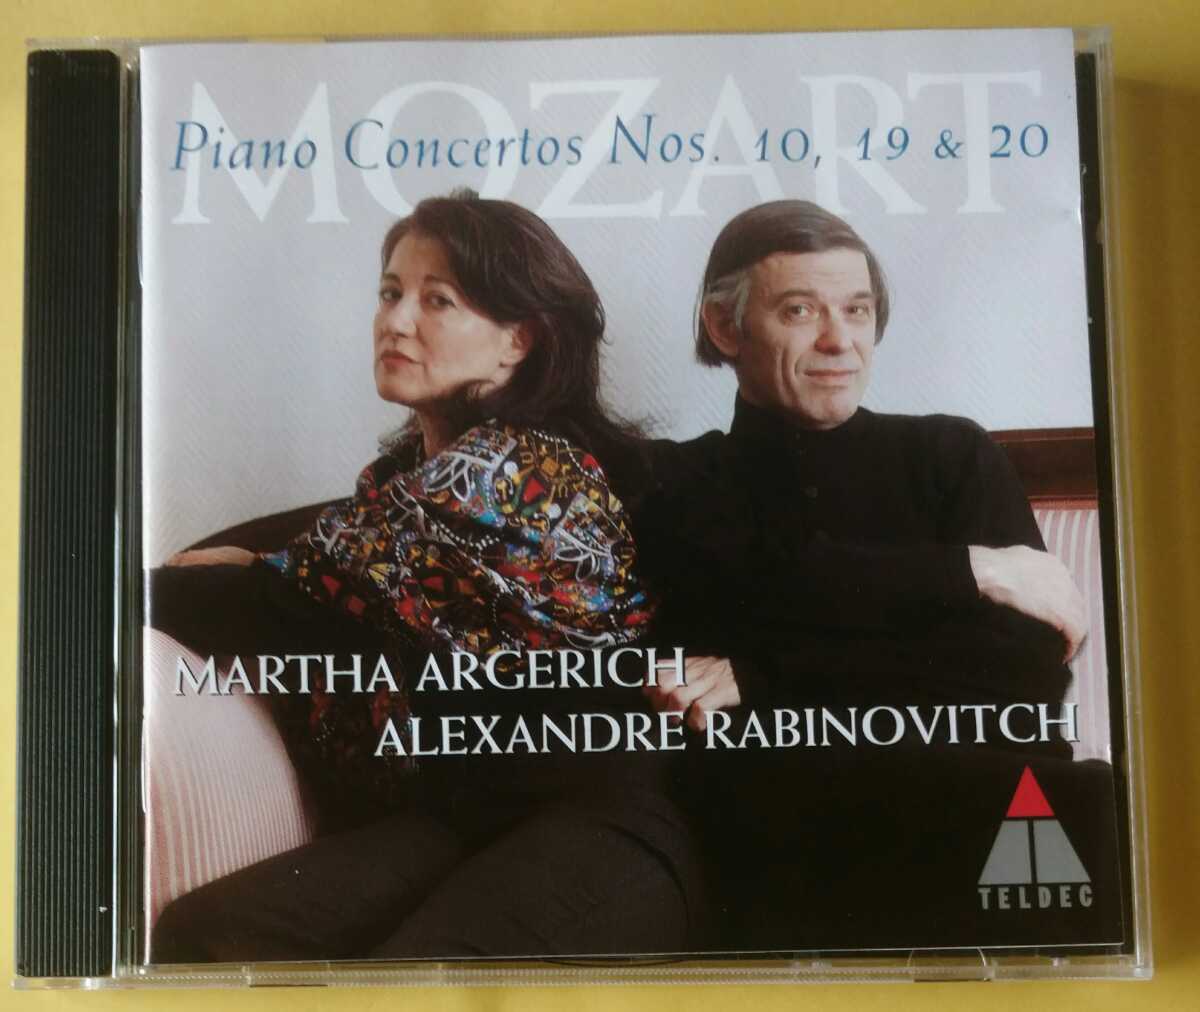 MOZART
Piano Concertos Nos. 10, 19 & 20
MARTHA ARGERICH
ALEXANDRE RABINOVITCH
TELDEC